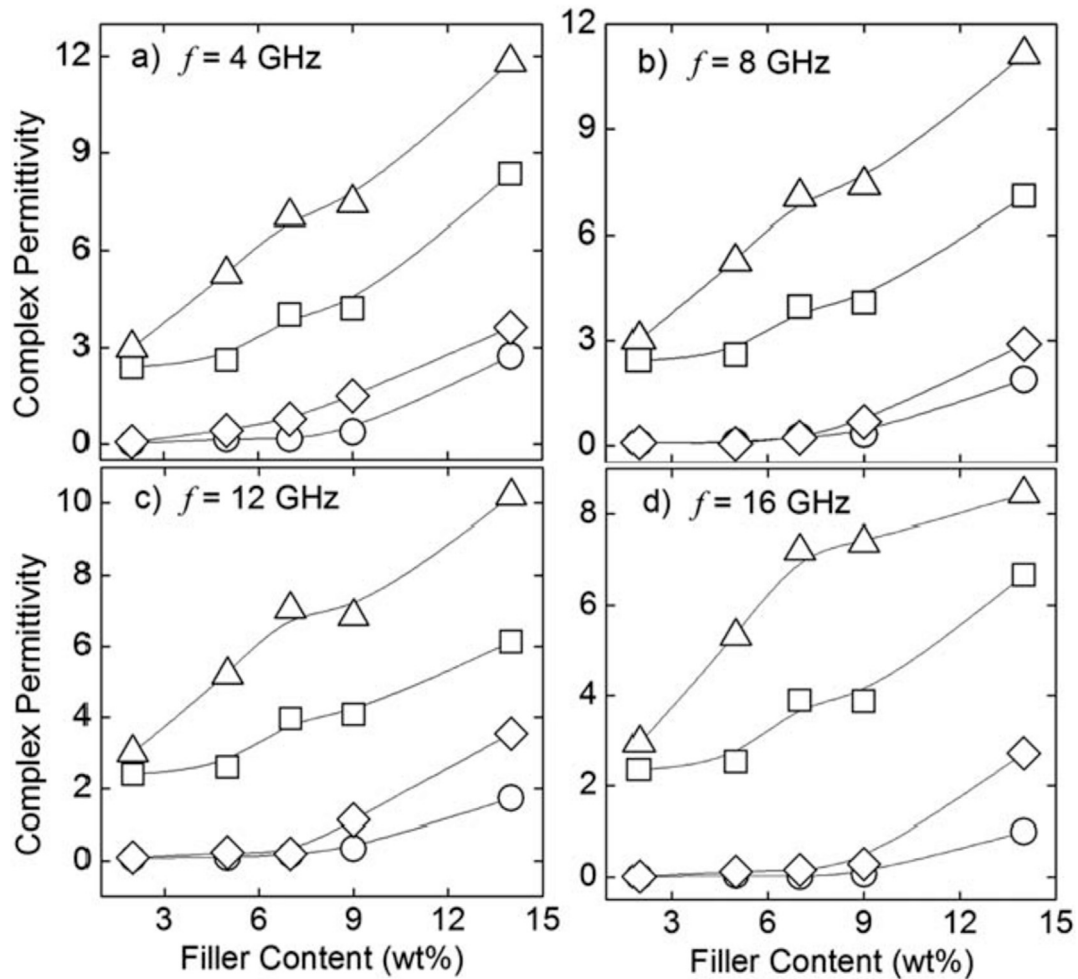 12
9
6
3
0
Complex Permittivity
a) f = 4 GHz
12
9
6
3
0
b) f = 8 GHz
10
8
6
4
2
0
Complex Permittivity
c) f = 12 GHz
3 6 9 12 15
Filler Content (wt%)
8
6
4
2
0
d) f = 16 GHz
3 6 9 12 15
Filler Content (wt%)